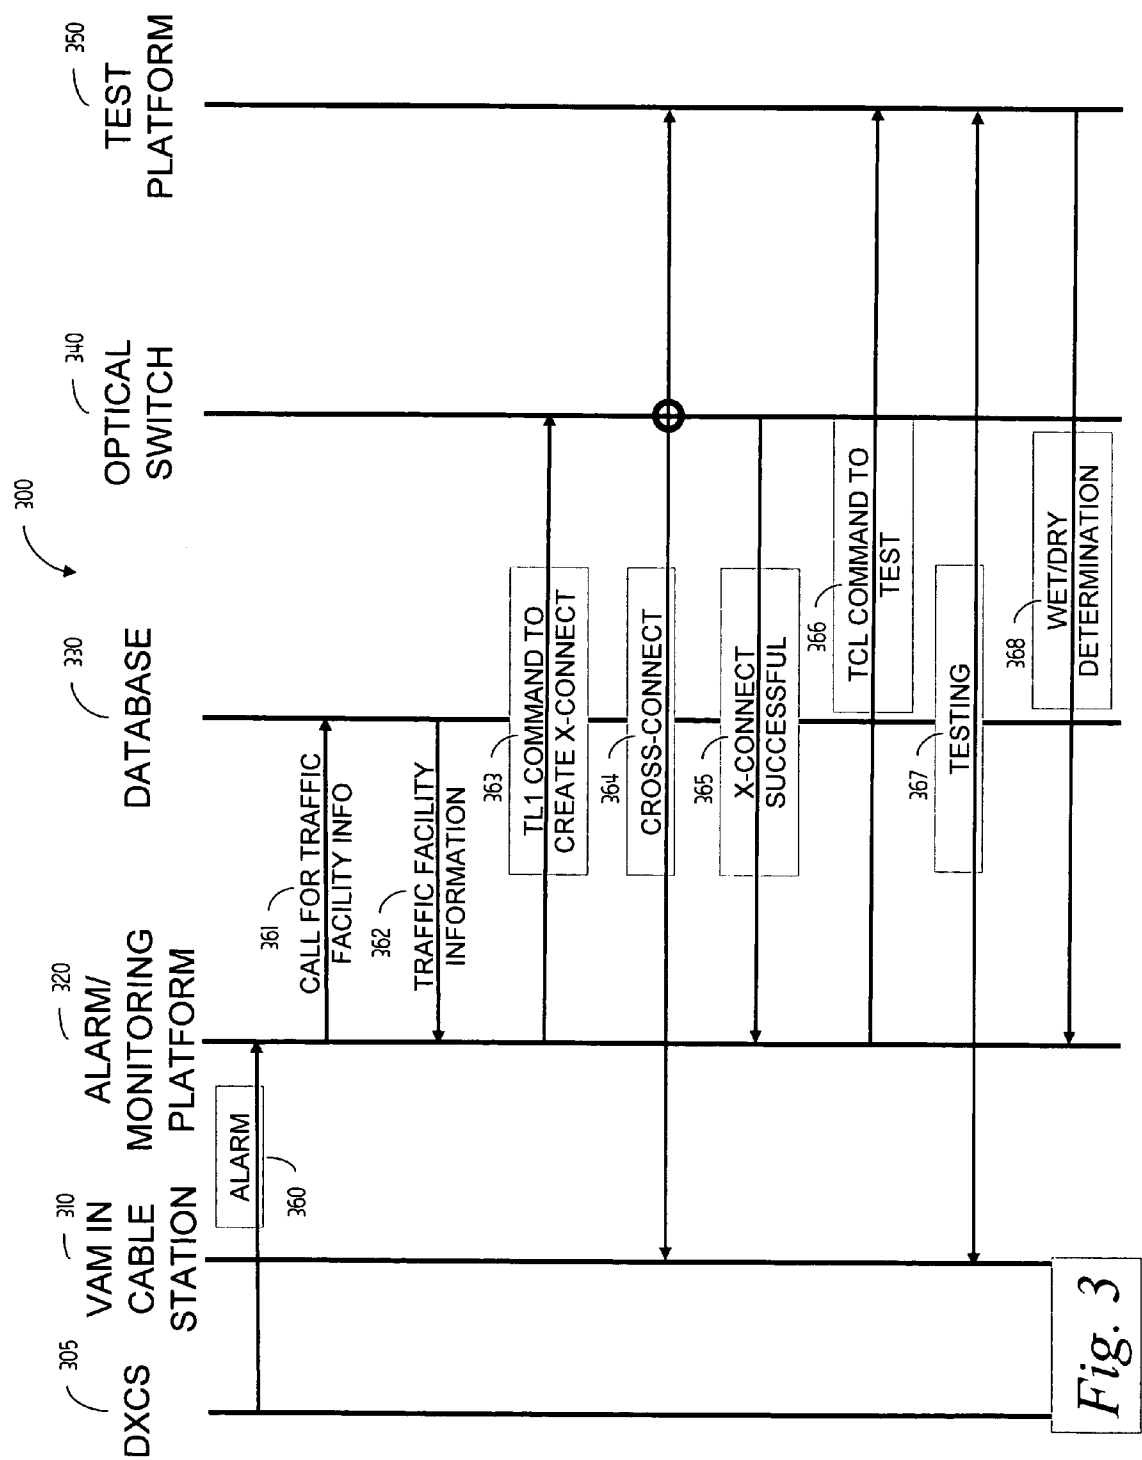 300
305
DXCS
310
VAM IN
CABLE
STATION
320
ALARM/
MONITORING
PLATFORM
330
DATABASE
340
OPTICAL
SWITCH
350
TEST
PLATFORM
ALARM
360
361
CALL FOR TRAFFIC
FACILITY INFO
362
TRAFFIC FACILITY
INFORMATION
363
TL1 COMMAND TO
CREATE X-CONNECT
364
CROSS-CONNECT
365
X-CONNECT
SUCCESSFUL
366
TCL COMMAND TO
TEST
367
TESTING
368
WET/DRY
DETERMINATION
Fig. 3